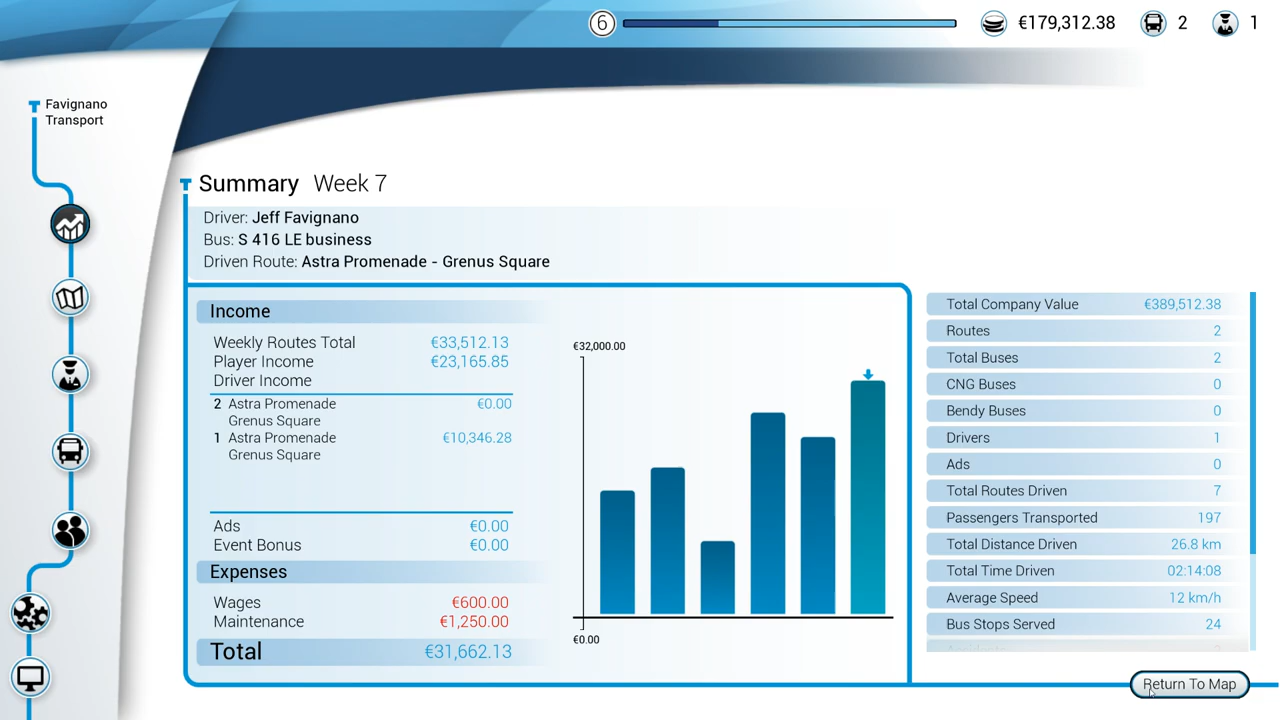 6
€179,312.38
2
1
Favignano
Transport
Summary Week 7
Driver: Jeff Favignano
Bus: S 416 LE business
Driven Route: Astra Promenade - Grenus Square
Income
Weekly Routes Total €33,512.13
Player Income €23,165.85
Driver Income
2 Astra Promenade €0.00
Grenus Square
1 Astra Promenade €10,346.28
Grenus Square
Ads €0.00
Event Bonus €0.00
Expenses
Wages €600.00
Maintenance €1,250.00
Total €31,662.13
€32,000.00
€0.00
Total Company Value €389,512.38
Routes 2
Total Buses 2
CNG Buses 0
Bendy Buses 0
Drivers 1
Ads 0
Total Routes Driven 7
Passengers Transported 197
Total Distance Driven 26.8 km
Total Time Driven 02:14:08
Average Speed 12 km/h
Bus Stops Served 24
Return To Map